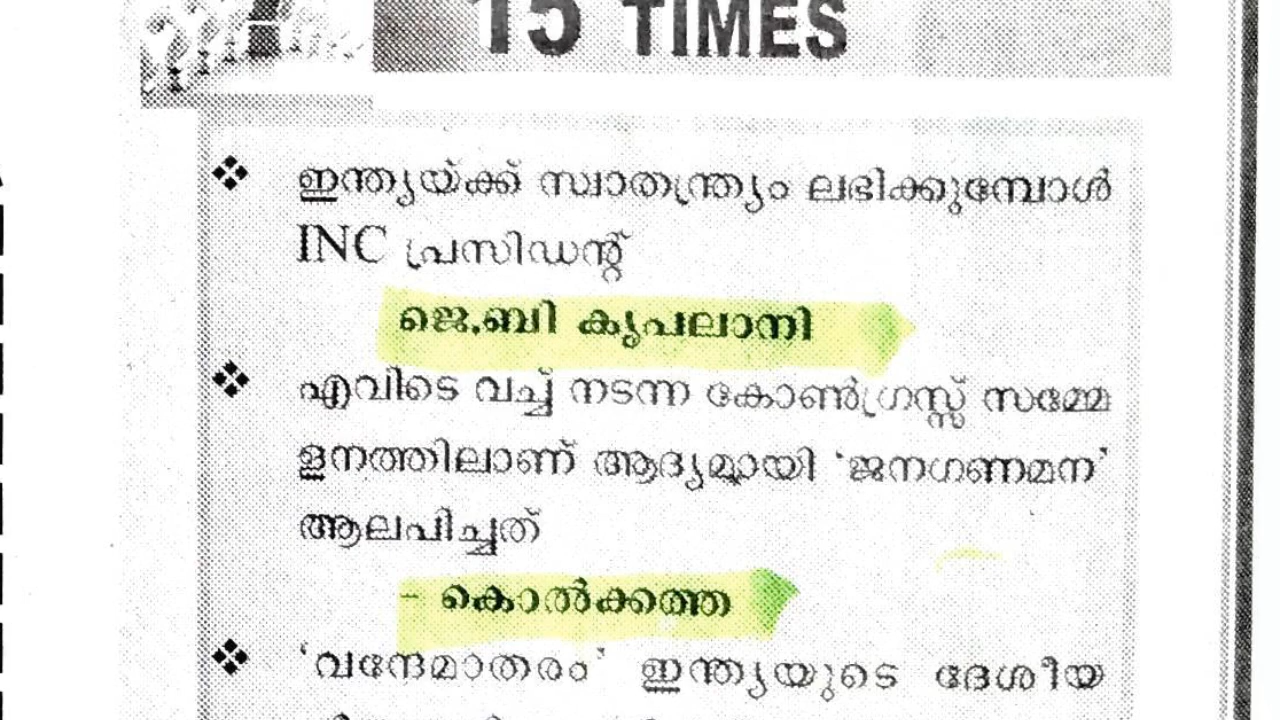 15 TIMES
ഇന്ത്യയ്ക്ക് സ്വാതന്ത്ര്യം ലഭിക്കുമ്പോൾ
INC പ്രസിഡന്റ്
ജെ.ബി കൃപലാനി
എവിടെ വച്ച് നടന്ന കോൺഗ്രസ്സ് സമ്മേ
ളനത്തിലാണ് ആദ്യമായി ‘ജനഗണമന’
ആലപിച്ചത്
- കൊൽക്കത്ത
‘വന്ദേമാതരം’ ഇന്ത്യയുടെ ദേശീയ